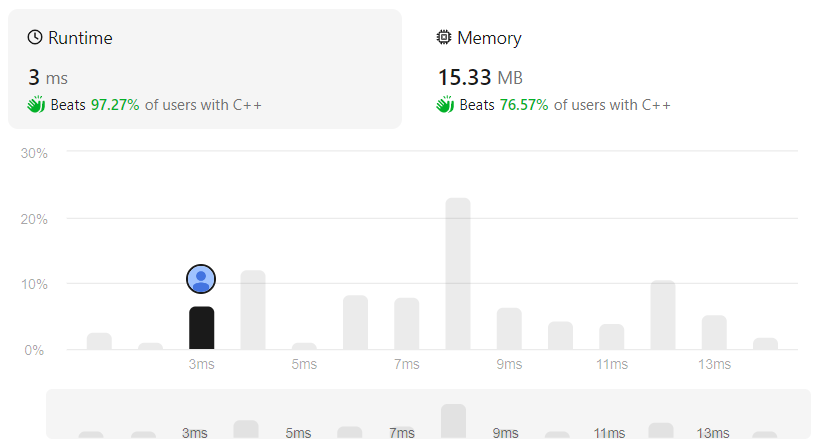 Runtime
3 ms
Beats 97.27% of users with C++
Memory
15.33 MB
Beats 76.57% of users with C++
30%
20%
10%
0%
3ms 5ms 7ms 9ms 11ms 13ms
3ms 5ms 7ms 9ms 11ms 13ms